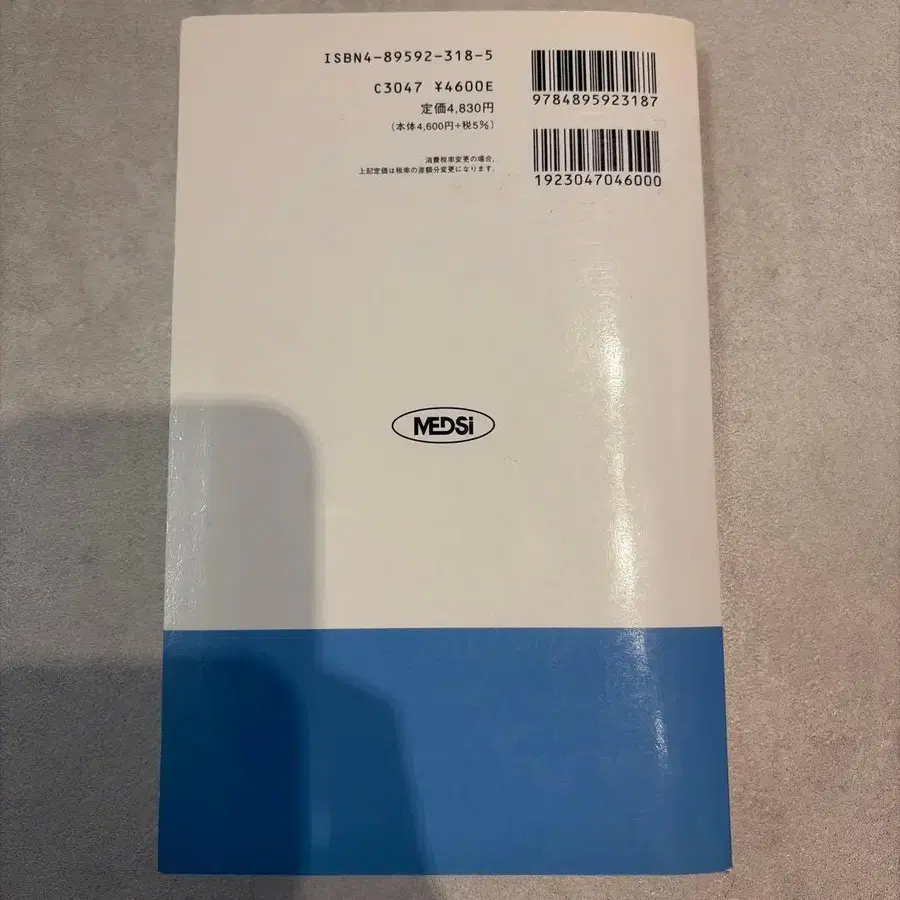 ISBN4-89592-318-5
C3047 ¥4600E
定価4,830円
(本体4,600円+税5%)
消費税率変更の場合,
上記定価は税率の差額分変更になります.
9784895923187
1923047046000
MEDSi